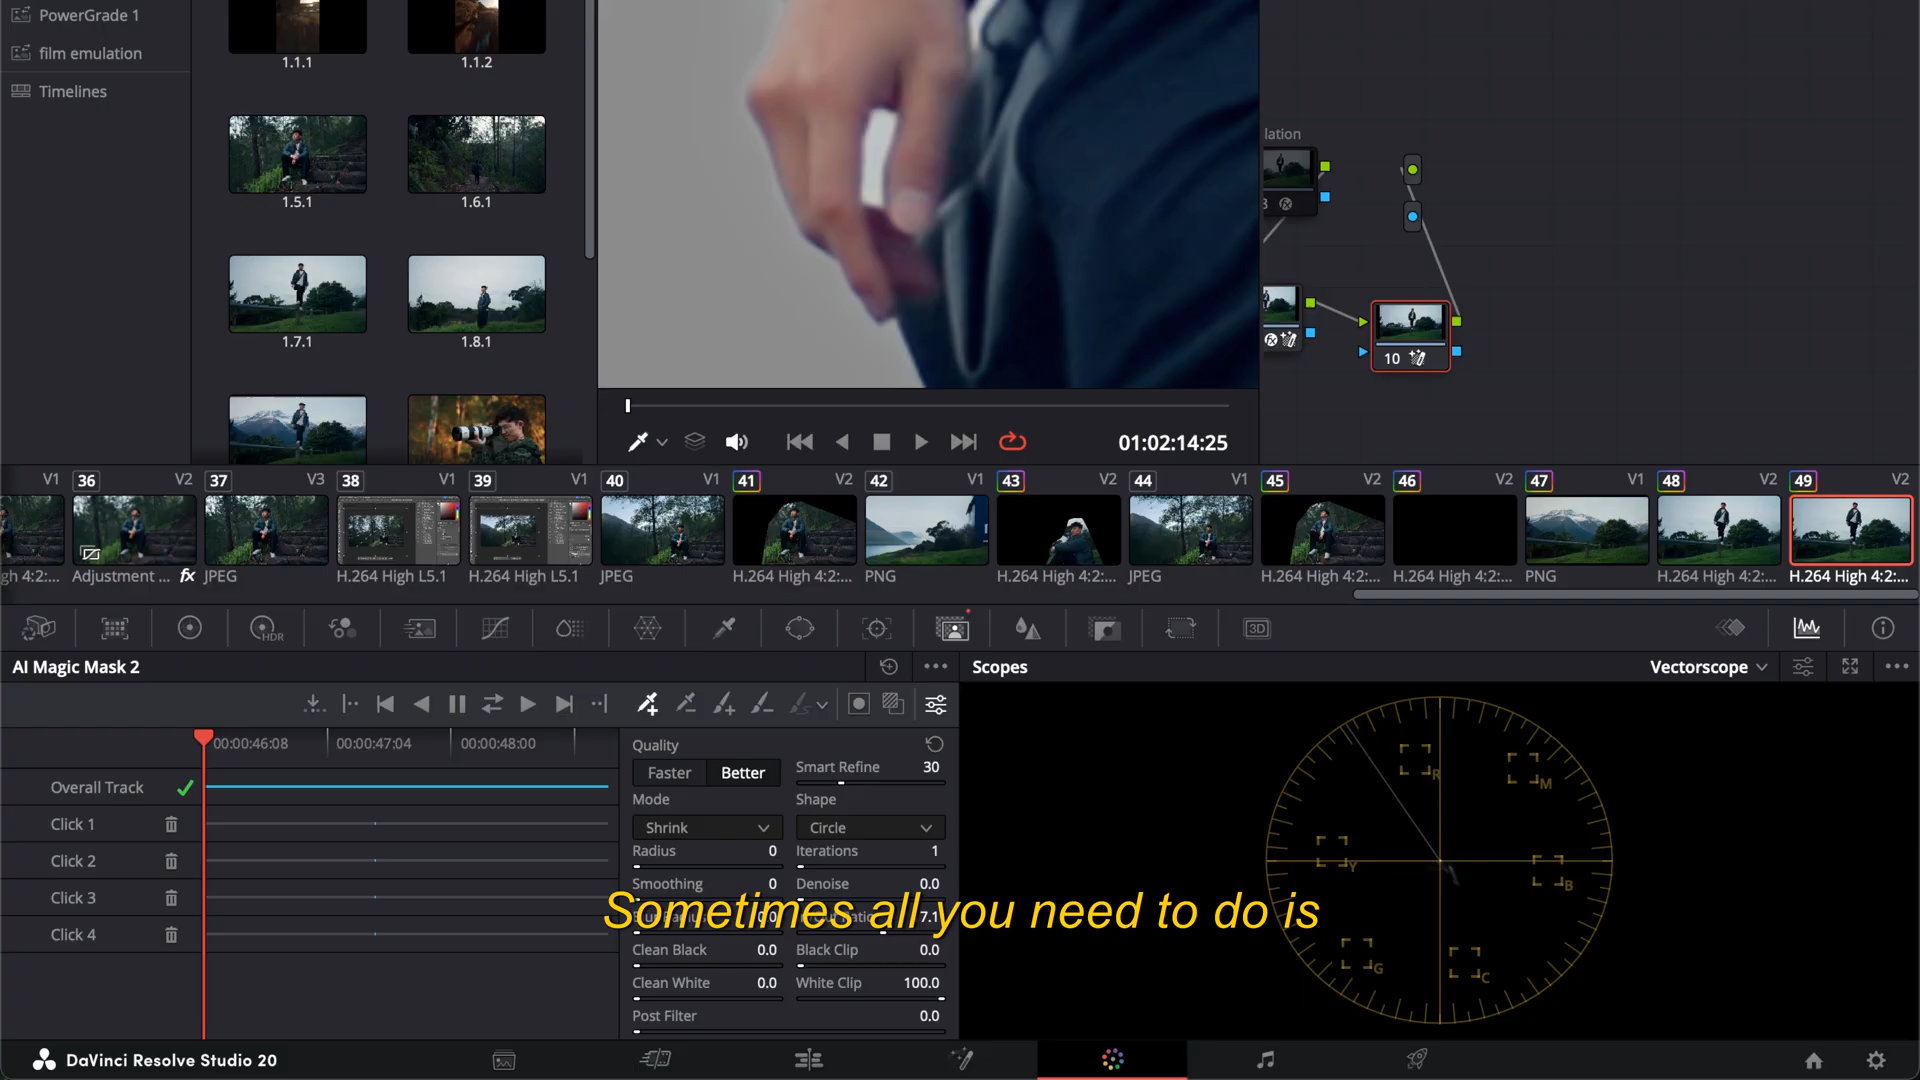 PowerGrade 1
film emulation
Timelines
1.1.1
1.1.2
1.5.1
1.6.1
1.7.1
1.8.1
lation
10
01:02:14:25
V1
36 V2
37 V3
38 V1
39 V1
40 V1
41 V2
42 V1
43 V2
44 V1
45 V2
46 V2
47 V1
48 V2
49 V2
gh 4:2:...
Adjustment ... fx
JPEG
H.264 High L5.1
H.264 High L5.1
JPEG
H.264 High 4:2:...
PNG
H.264 High 4:2:...
JPEG
H.264 High 4:2:...
H.264 High 4:2:...
PNG
H.264 High 4:2:...
H.264 High 4:2:...
HDR
3D
AI Magic Mask 2
Scopes
Vectorscope
00:00:46:08
00:00:47:04
00:00:48:00
Overall Track
Click 1
Click 2
Click 3
Click 4
Quality
Faster Better
Smart Refine 30
Mode
Shape
Shrink
Circle
Radius 0
Iterations 1
Smoothing 0
Denoise 0.0
Sometimes all you need to do is
7.1
Clean Black 0.0
Black Clip 0.0
Clean White 0.0
White Clip 100.0
Post Filter 0.0
R
M
Y
B
G
C
DaVinci Resolve Studio 20